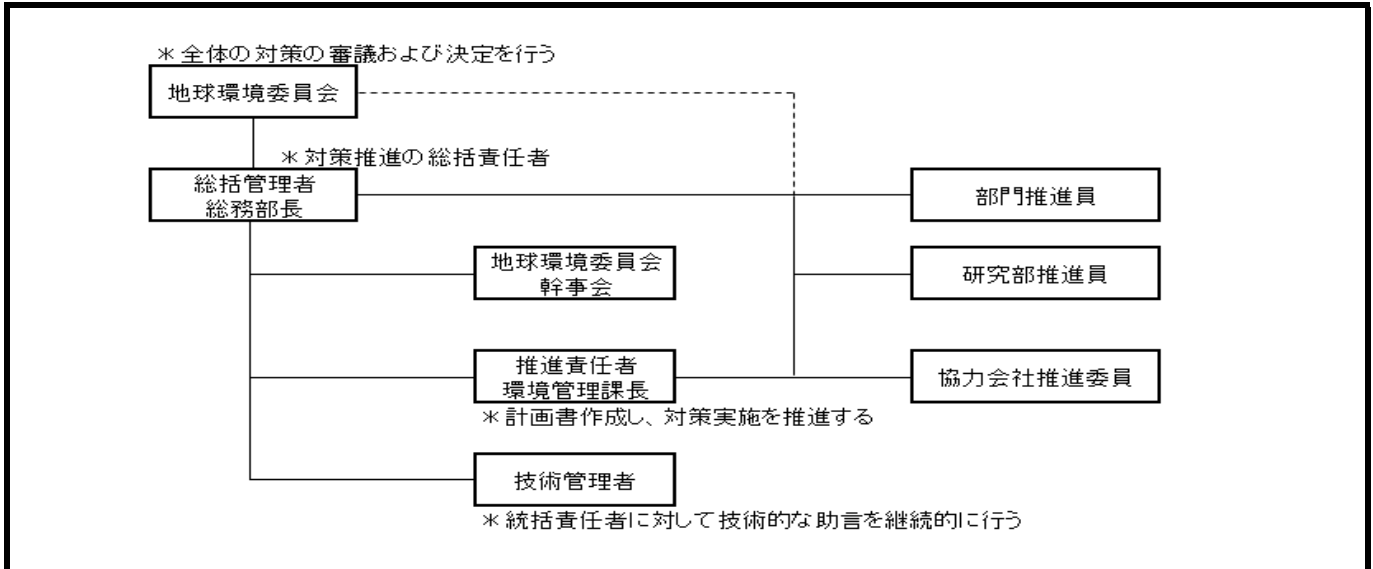 ＊全体の対策の審議および決定を行う
地球環境委員会
＊対策推進の総括責任者
総括管理者
総務部長
部門推進員
地球環境委員会
幹事会
研究部推進員
推進責任者
環境管理課長
協力会社推進委員
＊計画書作成し、対策実施を推進する
技術管理者
＊統括責任者に対して技術的な助言を継続的に行う